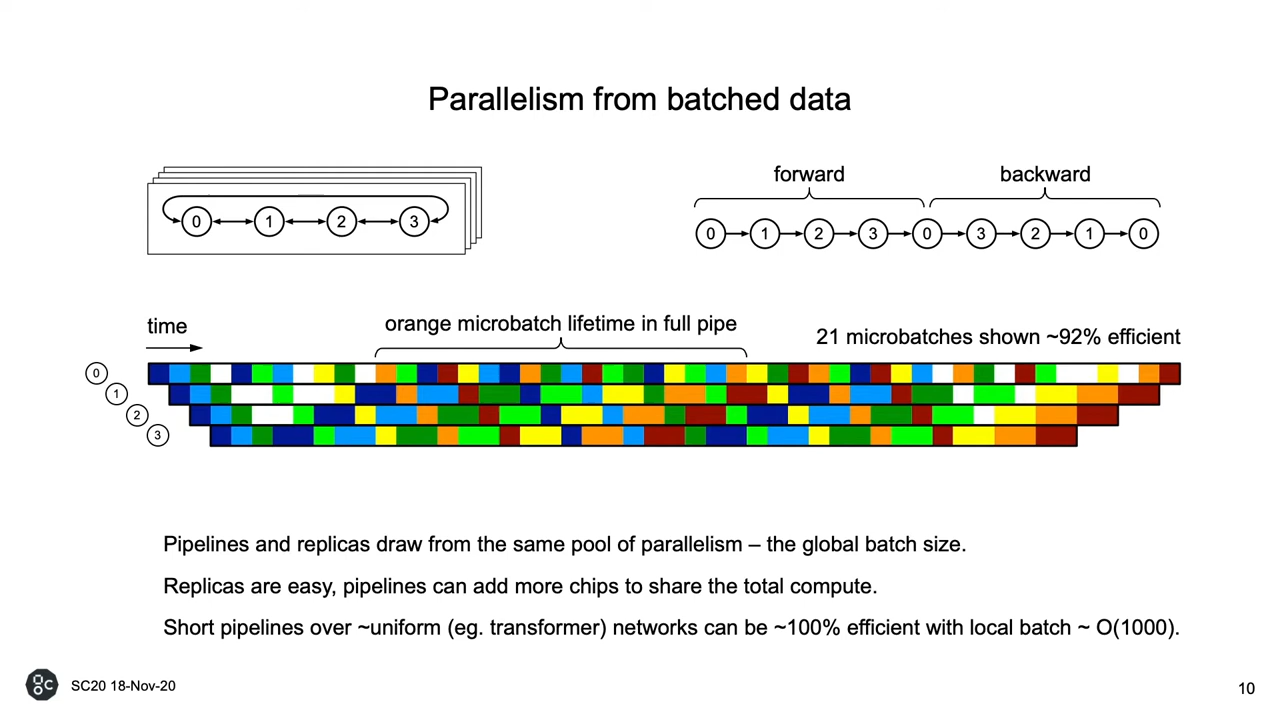 Parallelism from batched data
forward backward
0 1 2 3
0 1 2 3 0 3 2 1 0
time
orange microbatch lifetime in full pipe
21 microbatches shown ~92% efficient
0
1
2
3
Pipelines and replicas draw from the same pool of parallelism – the global batch size.
Replicas are easy, pipelines can add more chips to share the total compute.
Short pipelines over ~uniform (eg. transformer) networks can be ~100% efficient with local batch ~ O(1000).
gc
SC20 18-Nov-20
10